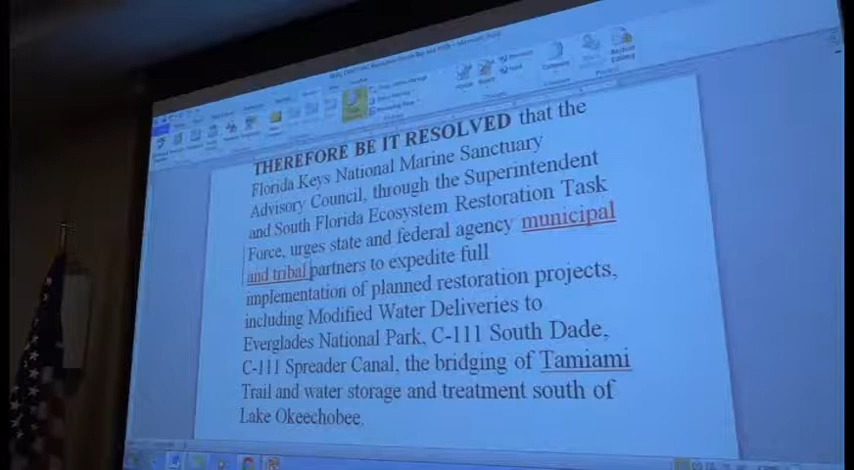 THEREFORE BE IT RESOLVED that the
Florida Keys National Marine Sanctuary
Advisory Council, through the Superintendent
and South Florida Ecosystem Restoration Task
Force, urges state and federal agency municipal
and tribal partners to expedite full
implementation of planned restoration projects,
including Modified Water Deliveries to
Everglades National Park, C-111 South Dade,
C-111 Spreader Canal, the bridging of Tamiami
Trail and water storage and treatment south of
Lake Okeechobee.